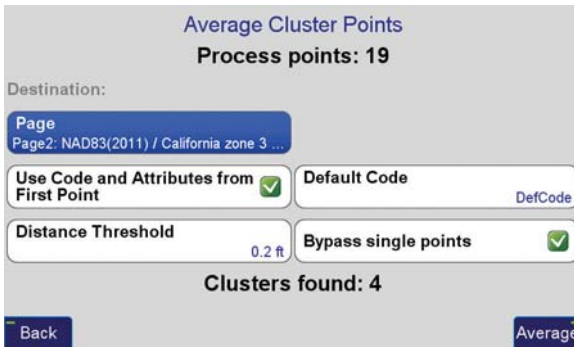 Average Cluster Points
Process points: 19
Destination:
Page
Page2: NAD83(2011) / California zone 3 ...
Use Code and Attributes from
First Point
Default Code
DefCode
Distance Threshold
0.2 ft
Bypass single points
Clusters found: 4
Back
Average